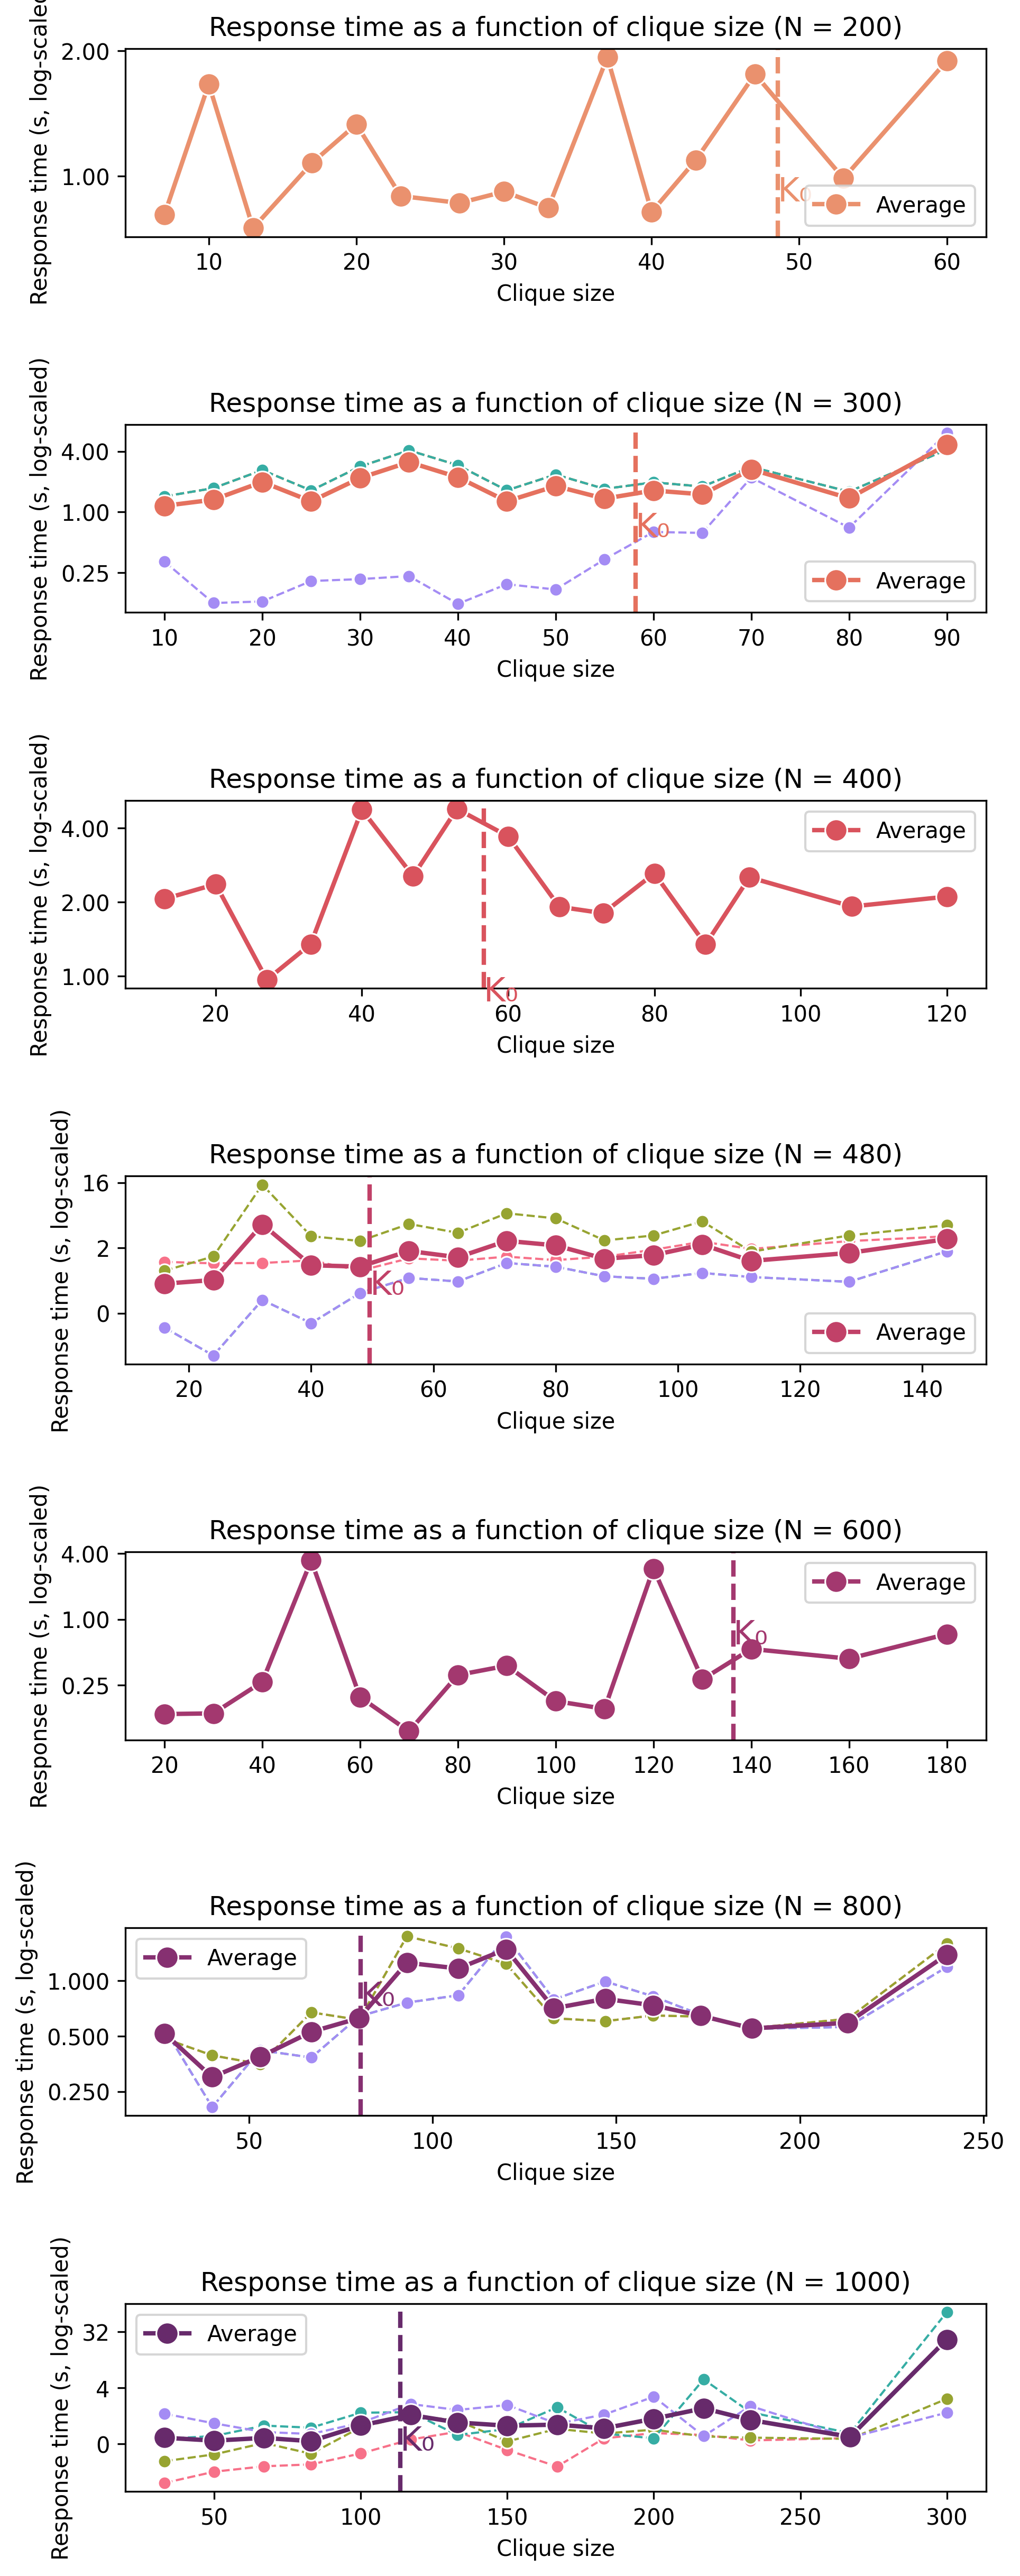 Response time as a function of clique size (N = 200)
Response time (s, log-scaled
2.00
1.00
K₀
Average
10 20 30 40 50 60
Clique size
Response time as a function of clique size (N = 300)
Response time (s, log-scaled)
4.00
1.00
0.25
K₀
Average
10 20 30 40 50 60 70 80 90
Clique size
Response time as a function of clique size (N = 400)
Response time (s, log-scaled)
4.00
2.00
1.00
Average
K₀
20 40 60 80 100 120
Clique size
Response time as a function of clique size (N = 480)
Response time (s, log-scaled)
16
2
0
K₀
Average
20 40 60 80 100 120 140
Clique size
Response time as a function of clique size (N = 600)
Response time (s, log-scaled)
4.00
1.00
0.25
Average
K₀
20 40 60 80 100 120 140 160 180
Clique size
Response time as a function of clique size (N = 800)
Response time (s, log-scaled)
1.000
0.500
0.250
Average
K₀
50 100 150 200 250
Clique size
Response time as a function of clique size (N = 1000)
Response time (s, log-scaled)
32
4
0
Average
K₀
50 100 150 200 250 300
Clique size